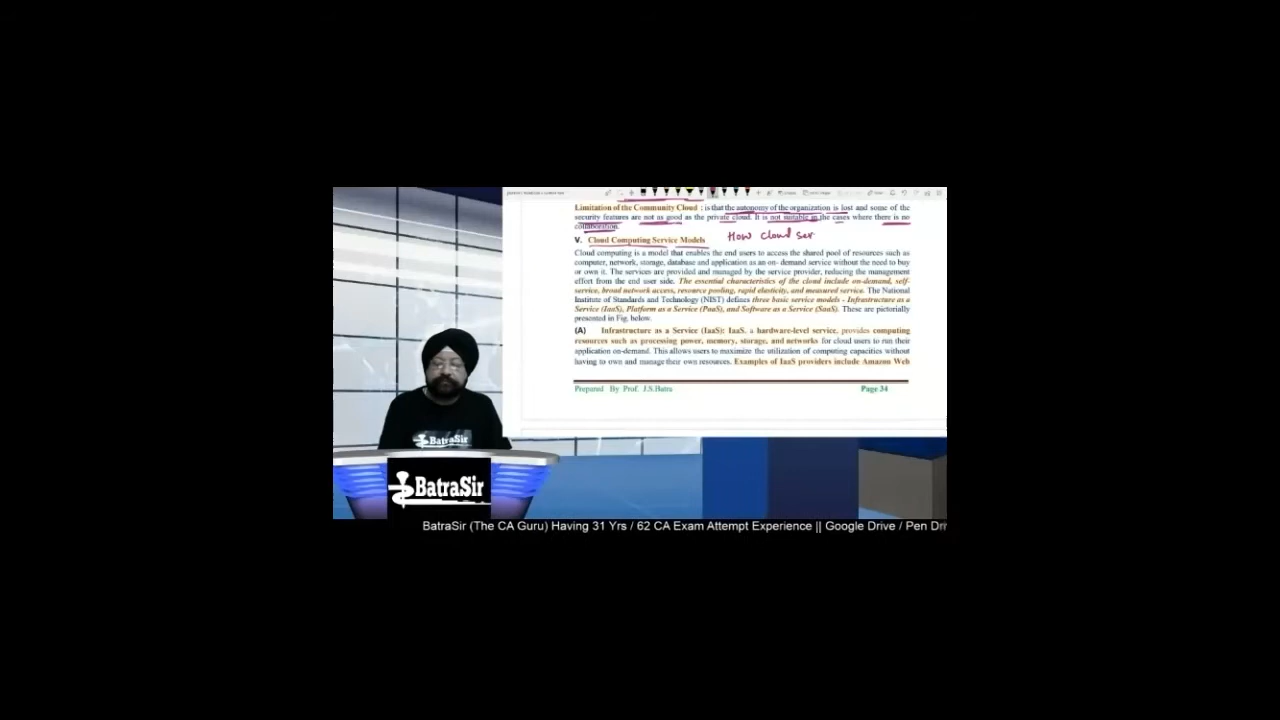 Limitation of the Community Cloud : is that the autonomy of the organization is lost and some of the
security features are not as good as the private cloud. It is not suitable in the cases where there is no
collaboration.
V. Cloud Computing Service Models
How cloud ser
Cloud computing is a model that enables the end users to access the shared pool of resources such as
computer, network, storage, database and application as an on- demand service without the need to buy
or own it. The services are provided and managed by the service provider, reducing the management
effort from the end user side. The essential characteristics of the cloud include on-demand, self-
service, broad network access, resource pooling, rapid elasticity, and measured service. The National
Institute of Standards and Technology (NIST) defines three basic service models - Infrastructure as a
Service (IaaS), Platform as a Service (PaaS), and Software as a Service (SaaS). These are pictorially
presented in Fig. below.
(A) Infrastructure as a Service (IaaS): IaaS, a hardware-level service, provides computing
resources such as processing power, memory, storage, and networks for cloud users to run their
application on-demand. This allows users to maximize the utilization of computing capacities without
having to own and manage their own resources. Examples of IaaS providers include Amazon Web
Prepared By Prof. J.S.Batra
Page 34
BatraSir
BatraSir
BatraSir (The CA Guru) Having 31 Yrs / 62 CA Exam Attempt Experience || Google Drive / Pen Dri